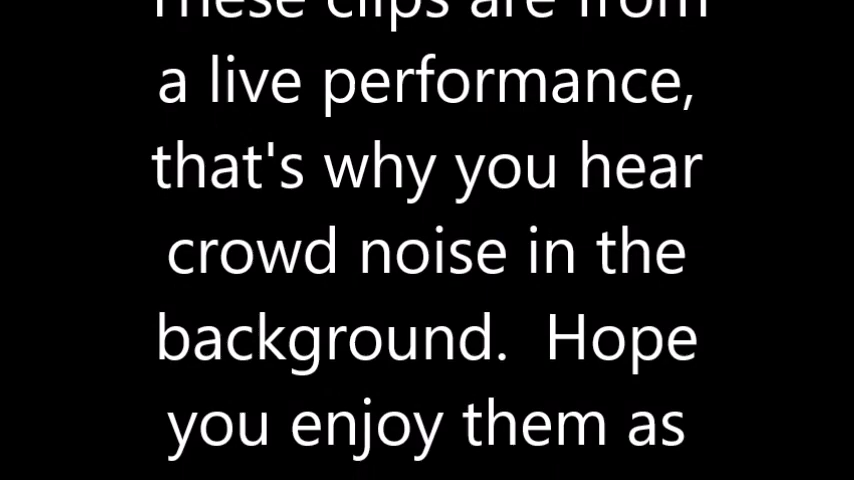 These clips are from
a live performance,
that's why you hear
crowd noise in the
background.  Hope
you enjoy them as